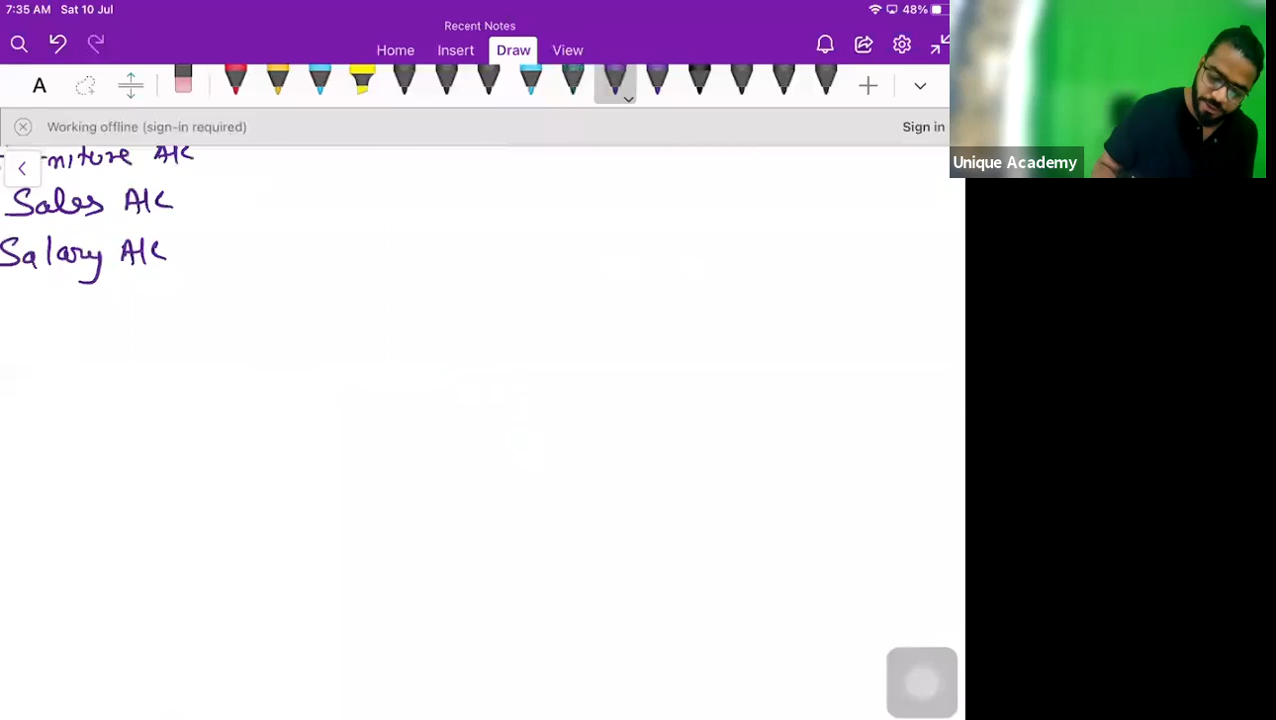 7:35 AM Sat 10 Jul
48%
Recent Notes
Home Insert Draw View
A
Working offline (sign-in required)
Sign in
Unique Academy
rniture A/C
Sales A/C
Salary A/C